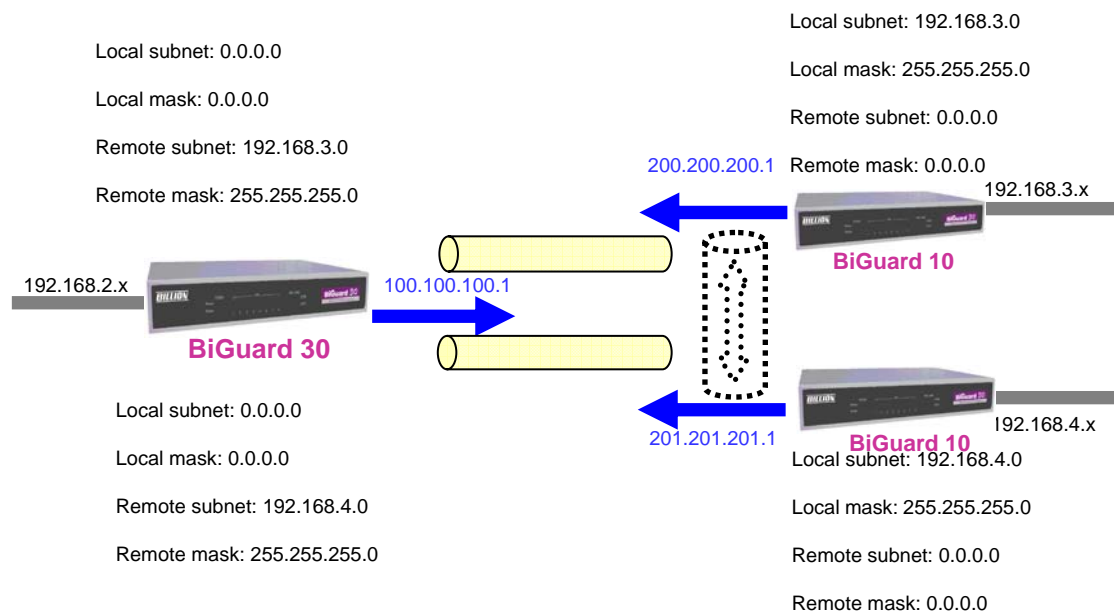 Local subnet: 0.0.0.0
Local mask: 0.0.0.0
Remote subnet: 192.168.3.0
Remote mask: 255.255.255.0
Local subnet: 192.168.3.0
Local mask: 255.255.255.0
Remote subnet: 0.0.0.0
Remote mask: 0.0.0.0
200.200.200.1
192.168.3.x
BILLION
BiGuard 10
192.168.2.x
BILLION
100.100.100.1
BiGuard 30
201.201.201.1
BILLION
192.168.4.x
BiGuard 10
Local subnet: 0.0.0.0
Local mask: 0.0.0.0
Remote subnet: 192.168.4.0
Remote mask: 255.255.255.0
Local subnet: 192.168.4.0
Local mask: 255.255.255.0
Remote subnet: 0.0.0.0
Remote mask: 0.0.0.0